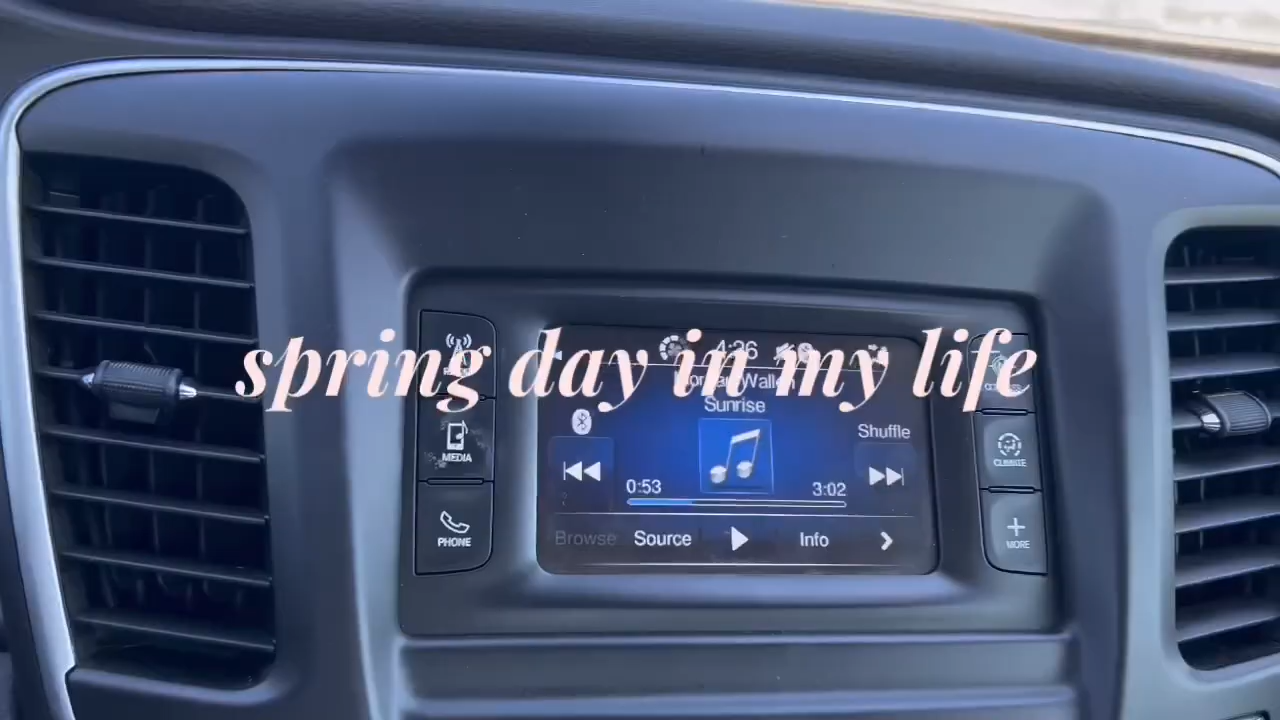 spring day in my life
4:36
Sunrise
Shuffle
MEDIA
CLIMATE
0:53
3:02
PHONE
Browse
Source
Info
MORE